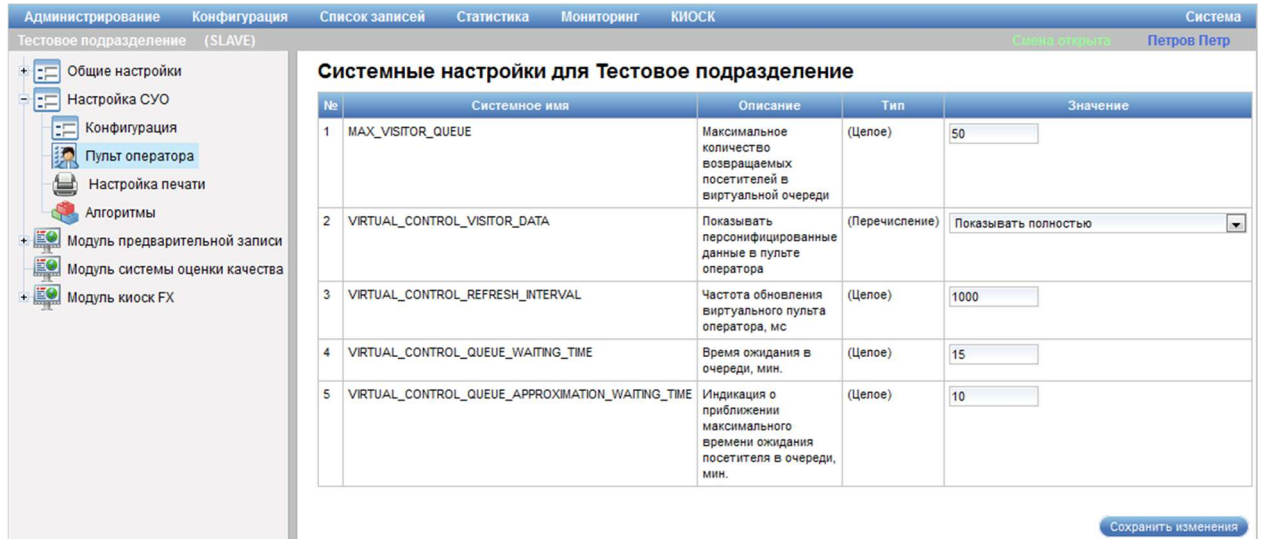 Администрирование Конфигурация Список записей Статистика Мониторинг КИОСК Система
Тестовое подразделение (SLAVE) Смена открыта Петров Петр
Общие настройки
Настройка СУО
Конфигурация
Пульт оператора
Настройка печати
Алгоритмы
Модуль предварительной записи
Модуль системы оценки качества
Модуль киоск FX
Системные настройки для Тестовое подразделение
№ Системное имя Описание Тип Значение
1 MAX_VISITOR_QUEUE Максимальное (Целое) 50
количество
возвращаемых
посетителей в
виртуальной очереди
2 VIRTUAL_CONTROL_VISITOR_DATA Показывать (Перечисление) Показывать полностью
персонифицированные
данные в пульте
оператора
3 VIRTUAL_CONTROL_REFRESH_INTERVAL Частота обновления (Целое) 1000
виртуального пульта
оператора, мс
4 VIRTUAL_CONTROL_QUEUE_WAITING_TIME Время ожидания в (Целое) 15
очереди, мин.
5 VIRTUAL_CONTROL_QUEUE_APPROXIMATION_WAITING_TIME Индикация о (Целое) 10
приближении
максимального
времени ожидания
посетителя в очереди,
мин.
Сохранить изменения